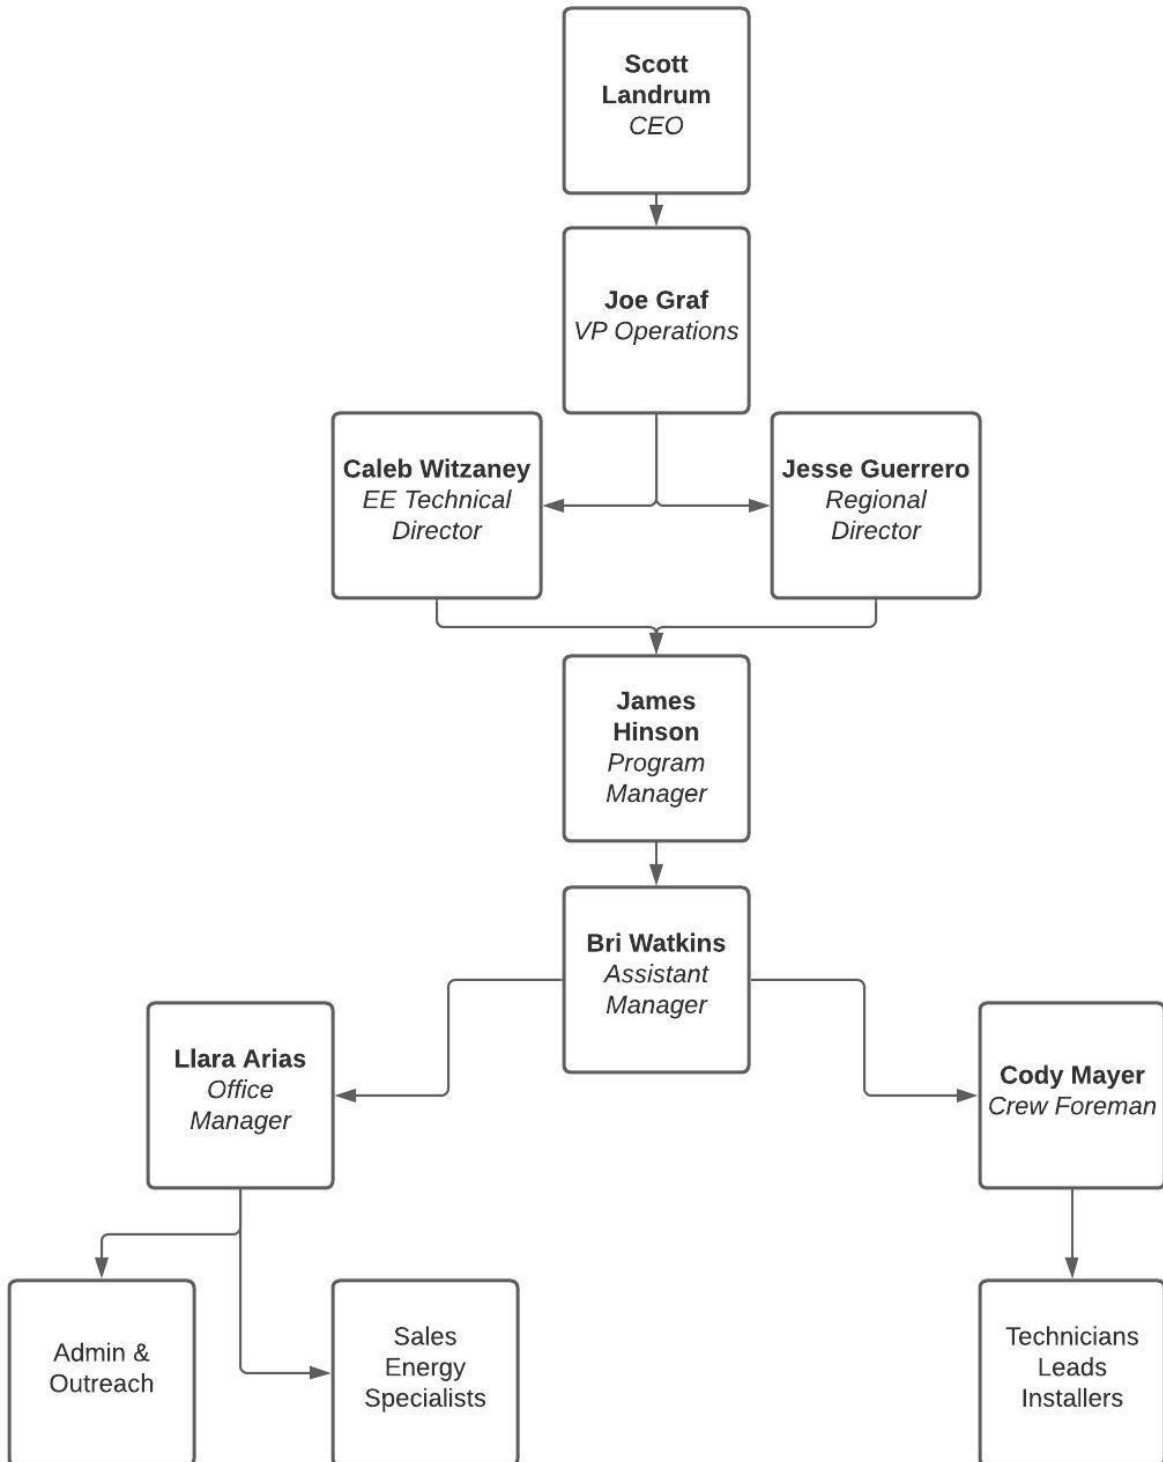 Scott
Landrum
CEO
Joe Graf
VP Operations
Caleb Witzaney
EE Technical
Director
Jesse Guerrero
Regional
Director
James
Hinson
Program
Manager
Bri Watkins
Assistant
Manager
Llara Arias
Office
Manager
Cody Mayer
Crew Foreman
Admin &
Outreach
Sales
Energy
Specialists
Technicians
Leads
Installers